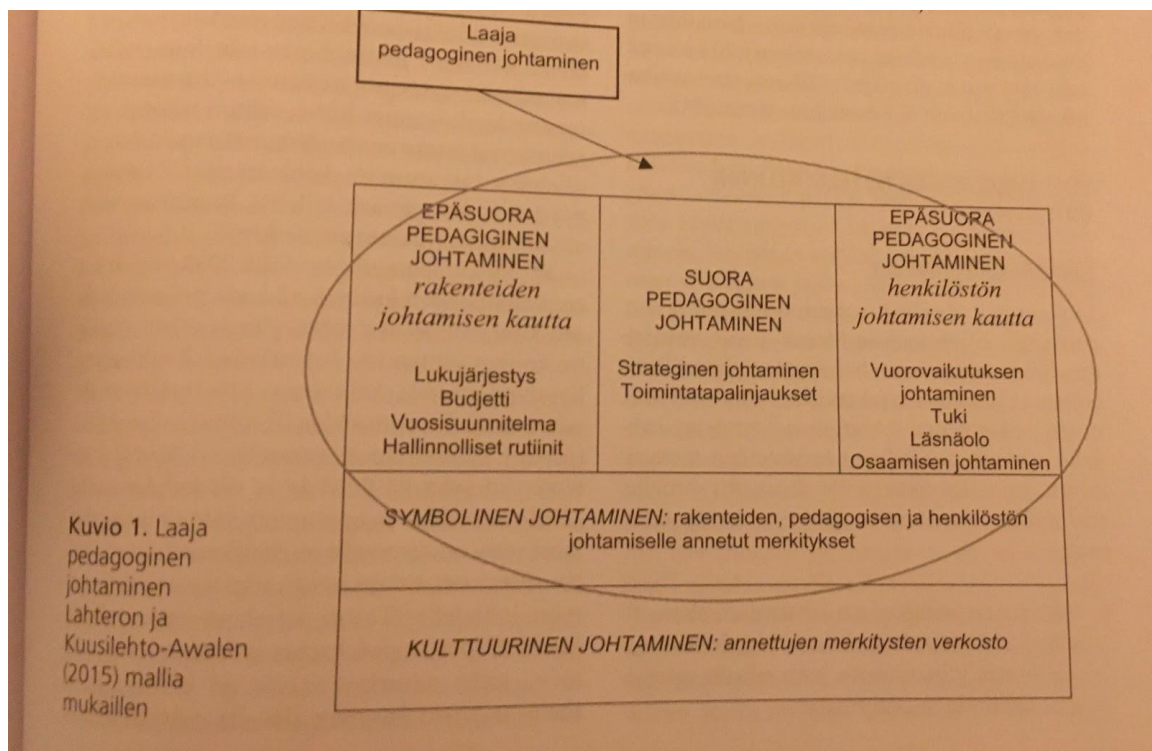 Laaja
pedagoginen johtaminen
EPÄSUORA
PEDAGIGINEN
JOHTAMINEN
rakenteiden
johtamisen kautta
Lukujärjestys
Budjetti
Vuosisuunnitelma
Hallinnolliset rutiinit
SUORA
PEDAGOGINEN
JOHTAMINEN
Strateginen johtaminen
Toimintatapalinjaukset
EPÄSUORA
PEDAGOGINEN
JOHTAMINEN
henkilöstön
johtamisen kautta
Vuorovaikutuksen
johtaminen
Tuki
Läsnäolo
Osaamisen johtaminen
SYMBOLINEN JOHTAMINEN: rakenteiden, pedagogisen ja henkilöstön
johtamiselle annetut merkitykset
KULTTUURINEN JOHTAMINEN: annettujen merkitysten verkosto
Kuvio 1. Laaja
pedagoginen
johtaminen
Lahteron ja
Kuusilehto-Awalen
(2015) mallia
mukaillen